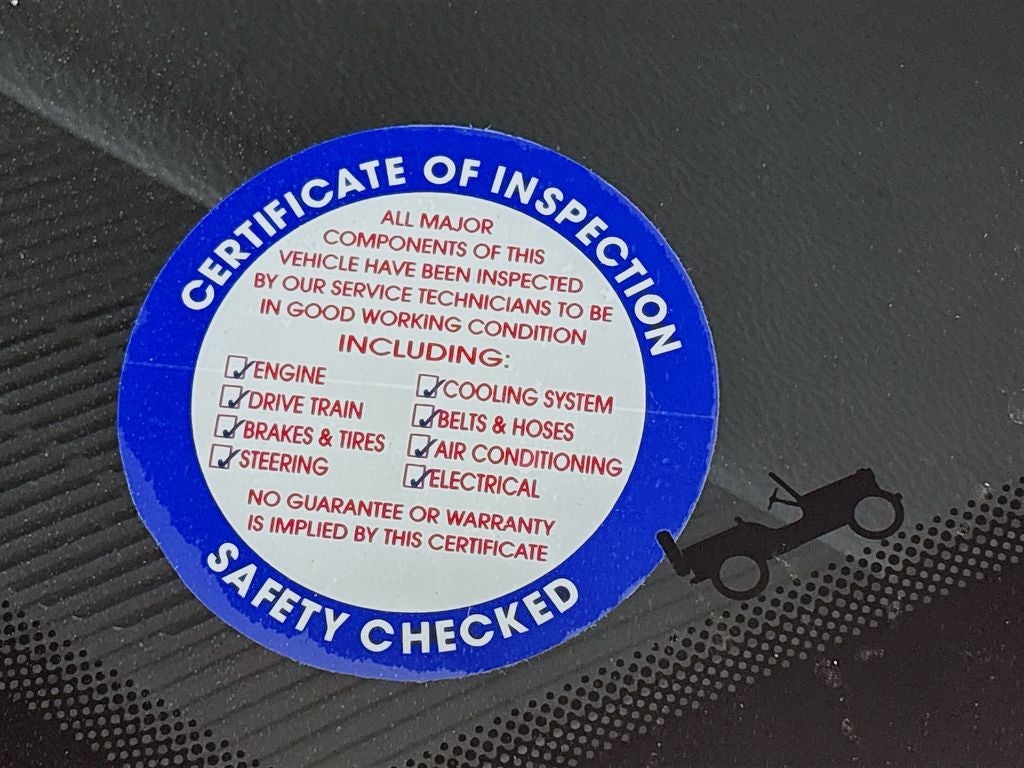 CERTIFICATE OF INSPECTION
ALL MAJOR
COMPONENTS OF THIS
VEHICLE HAVE BEEN INSPECTED
BY OUR SERVICE TECHNICIANS TO BE
IN GOOD WORKING CONDITION
INCLUDING:
ENGINE
DRIVE TRAIN
BRAKES & TIRES
STEERING
COOLING SYSTEM
BELTS & HOSES
AIR CONDITIONING
ELECTRICAL
NO GUARANTEE OR WARRANTY
IS IMPLIED BY THIS CERTIFICATE
SAFETY CHECKED